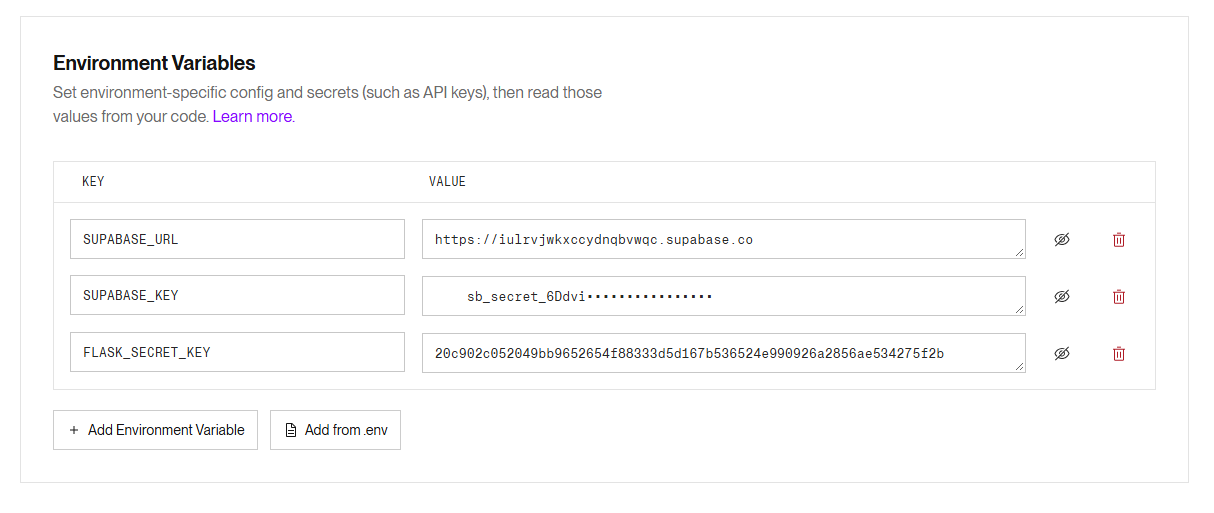 Environment Variables
Set environment-specific config and secrets (such as API keys), then read those
values from your code. Learn more.
KEY VALUE
SUPABASE_URL https://iulrvjwkxccydnqbvwqc.supabase.co
SUPABASE_KEY sb_secret_6Ddvi••••••••••••••••
FLASK_SECRET_KEY 20c902c052049bb9652654f88333d5d167b536524e990926a2856ae534275f2b
+ Add Environment Variable Add from .env